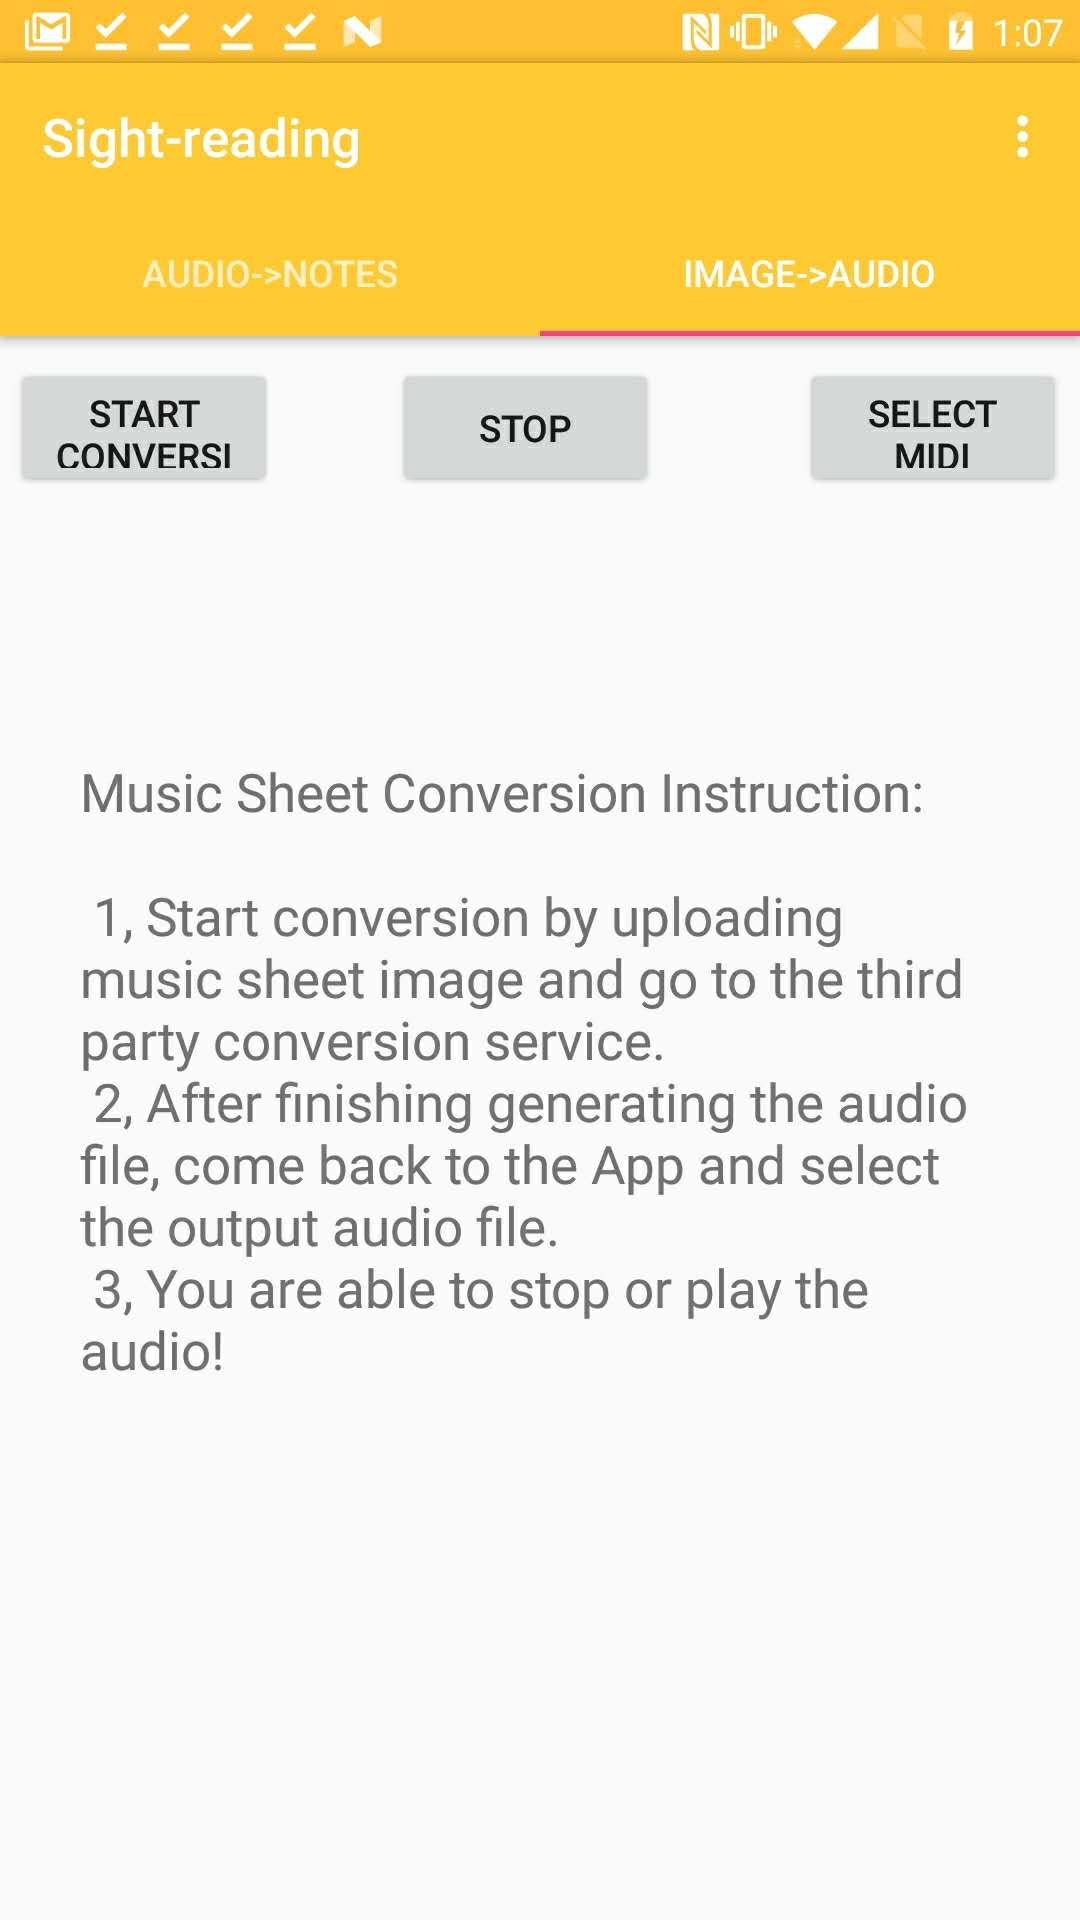 1:07
Sight-reading
AUDIO->NOTES IMAGE->AUDIO
START
CONVERSI
STOP
SELECT
MIDI
Music Sheet Conversion Instruction:
1, Start conversion by uploading
music sheet image and go to the third
party conversion service.
2, After finishing generating the audio
file, come back to the App and select
the output audio file.
3, You are able to stop or play the
audio!